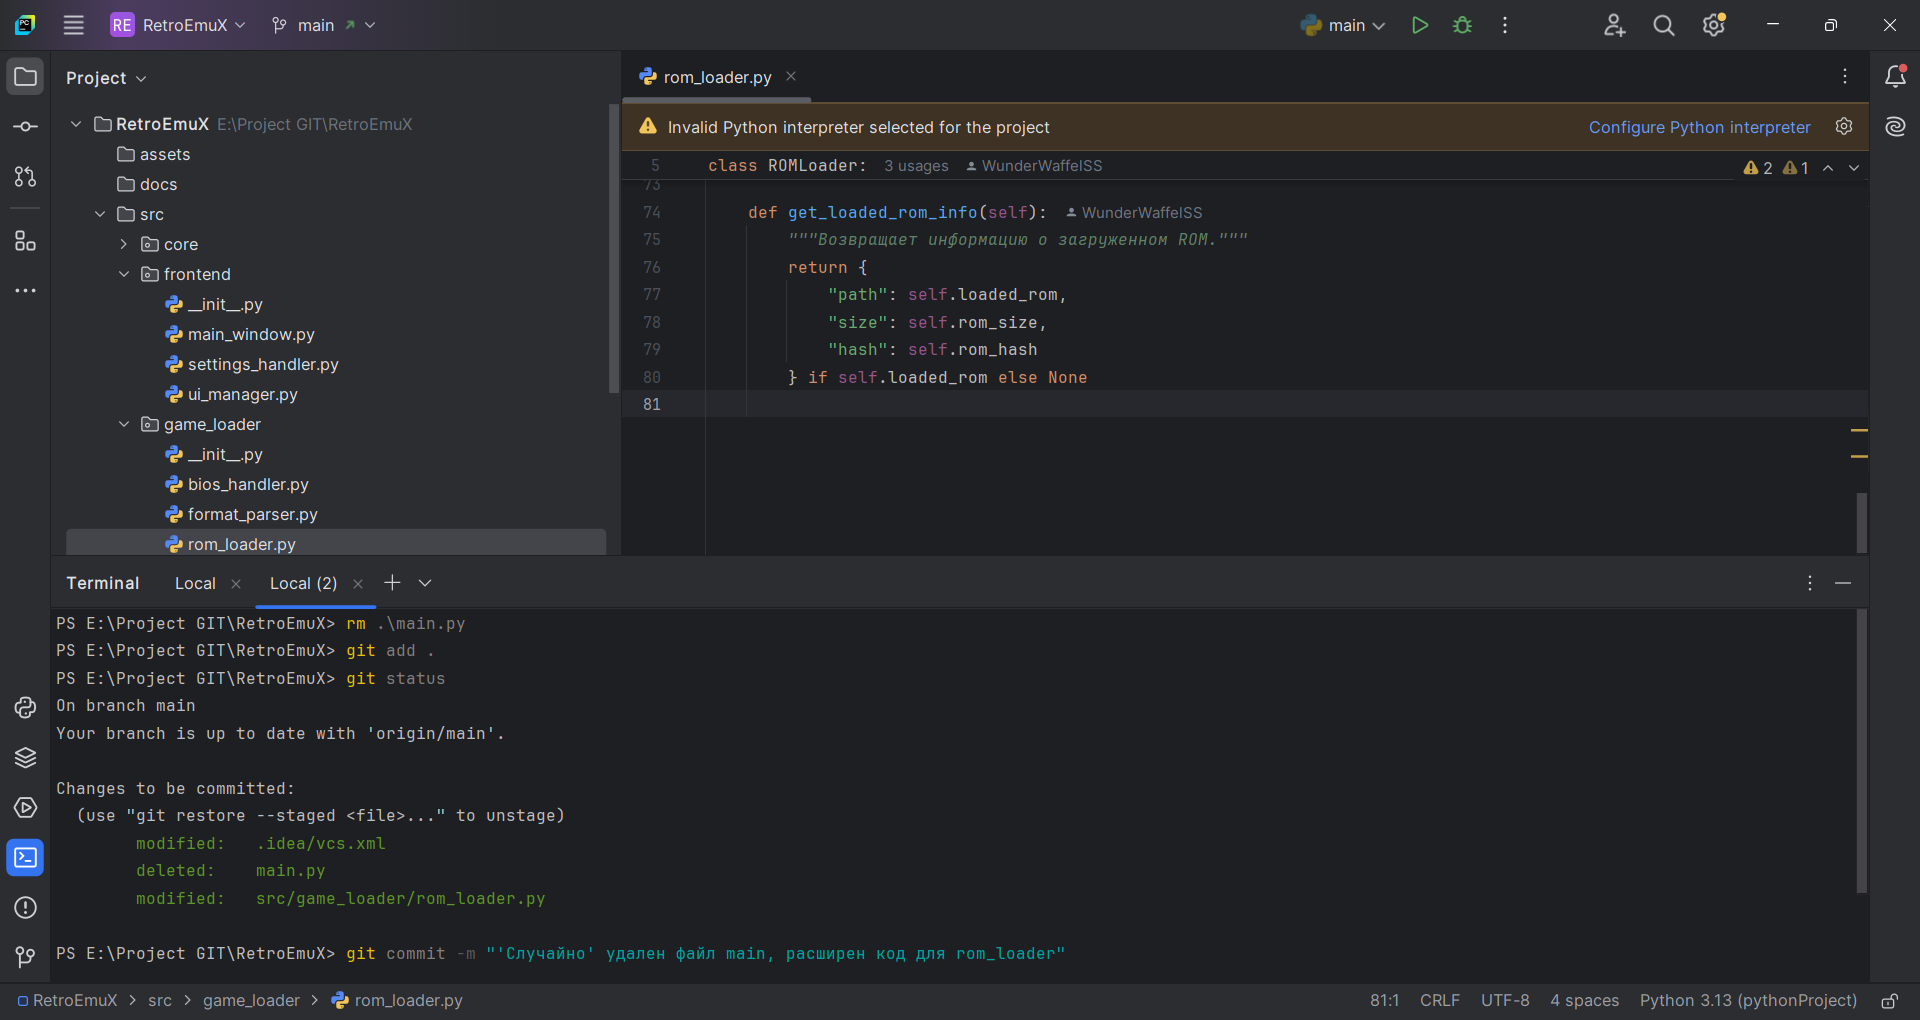 RE RetroEmuX main
main
Project
RetroEmuX E:\Project GIT\RetroEmuX
assets
docs
src
core
frontend
__init__.py
main_window.py
settings_handler.py
ui_manager.py
game_loader
__init__.py
bios_handler.py
format_parser.py
rom_loader.py
rom_loader.py
Invalid Python interpreter selected for the project Configure Python interpreter
5 class ROMLoader: 3 usages WunderWaffelSS 2 1
73
74 def get_loaded_rom_info(self): WunderWaffelSS
75 """Возвращает информацию о загруженном ROM."""
76 return {
77 "path": self.loaded_rom,
78 "size": self.rom_size,
79 "hash": self.rom_hash
80 } if self.loaded_rom else None
81
Terminal Local Local (2)
PS E:\Project GIT\RetroEmuX> rm .\main.py
PS E:\Project GIT\RetroEmuX> git add .
PS E:\Project GIT\RetroEmuX> git status
On branch main
Your branch is up to date with 'origin/main'.
Changes to be committed:
(use "git restore --staged <file>..." to unstage)
modified: .idea/vcs.xml
deleted: main.py
modified: src/game_loader/rom_loader.py
PS E:\Project GIT\RetroEmuX> git commit -m "'Случайно' удален файл main, расширен код для rom_loader"
RetroEmuX > src > game_loader > rom_loader.py 81:1 CRLF UTF-8 4 spaces Python 3.13 (pythonProject)